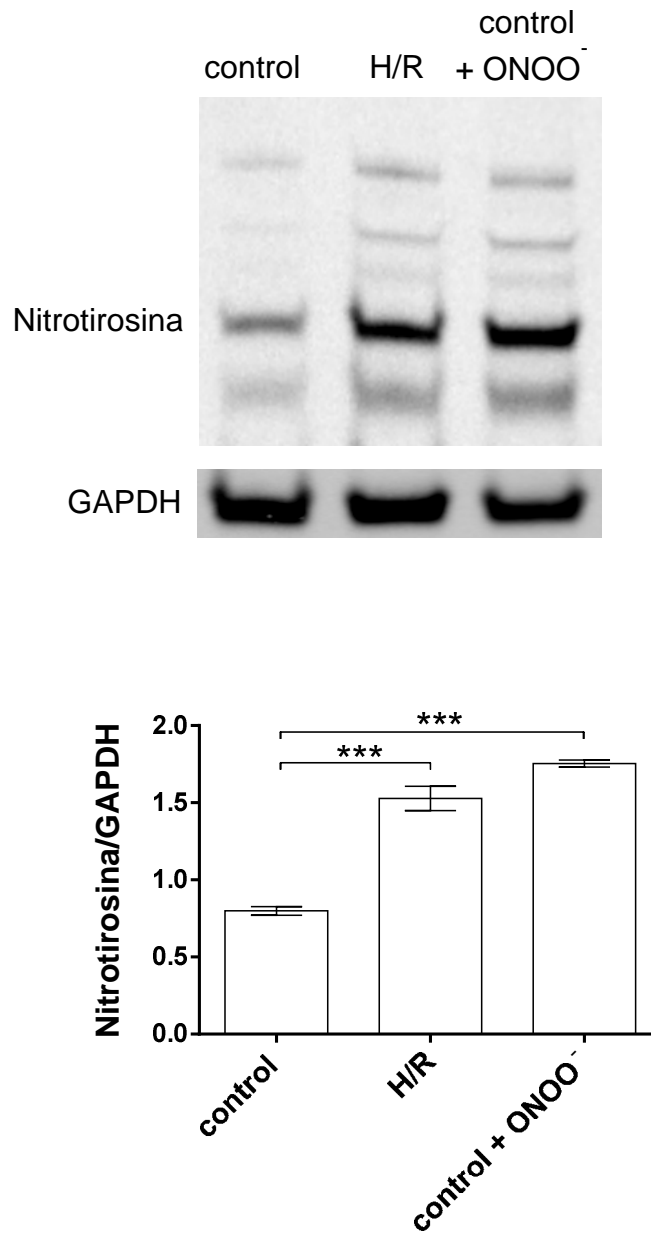 control
control H/R + ONOO⁻
Nitrotirosina
GAPDH
***
***
Nitrotirosina/GAPDH
2.0
1.5
1.0
0.5
0.0
control
H/R
control + ONOO⁻